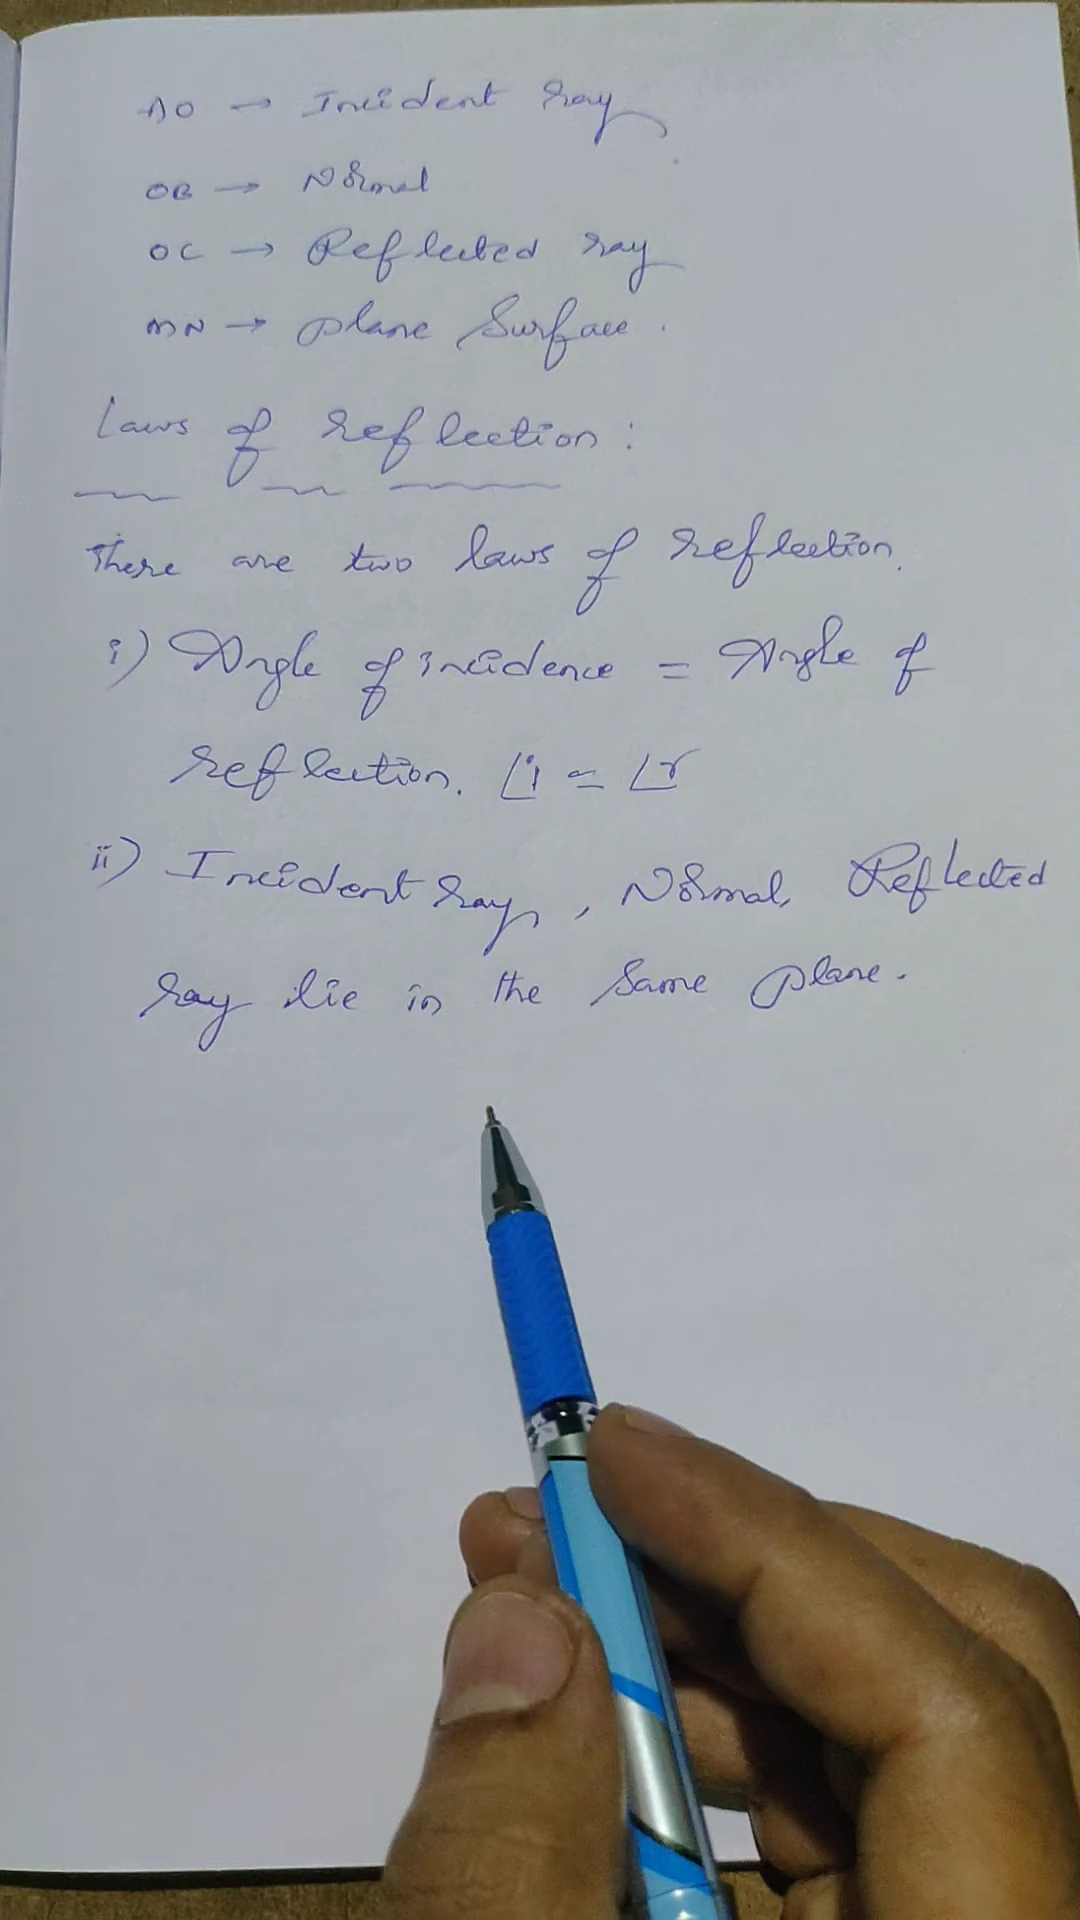 AO → Incident ray
OB → Normal
OC → Reflected ray
MN → plane Surface.
Laws of reflection :
There are two laws of reflection.
i) Angle of incidence = Angle of
reflection. ∠i = ∠r
ii) Incident ray, Normal, Reflected
ray lie in the same plane.